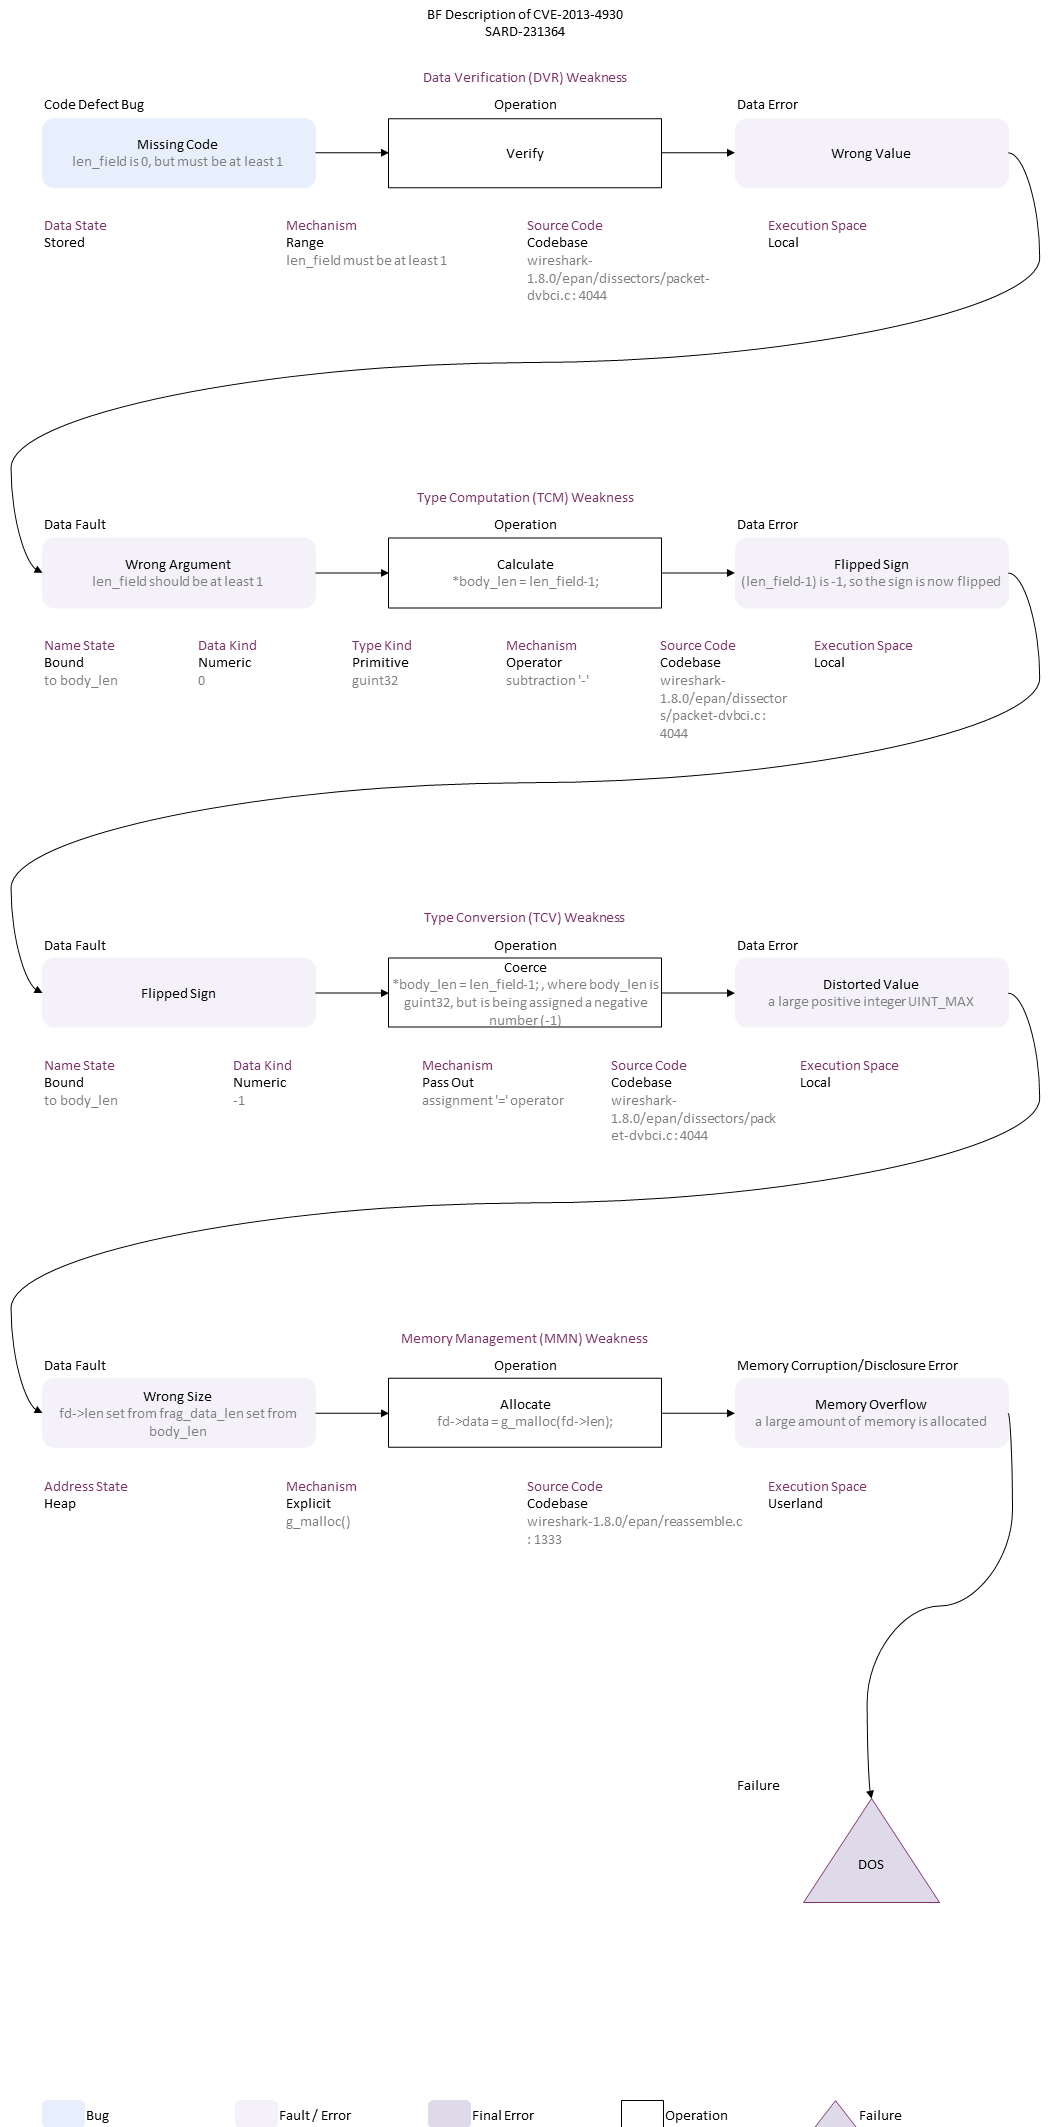 BF Description of CVE-2013-4930
SARD-231364
Data Verification (DVR) Weakness
Code Defect Bug
Operation
Data Error
Missing Code
len_field is 0, but must be at least 1
Verify
Wrong Value
Data State
Stored
Mechanism
Range
len_field must be at least 1
Source Code
Codebase
wireshark-
1.8.0/epan/dissectors/packet-
dvbci.c : 4044
Execution Space
Local
Type Computation (TCM) Weakness
Data Fault
Operation
Data Error
Wrong Argument
len_field should be at least 1
Calculate
*body_len = len_field-1;
Flipped Sign
(len_field-1) is -1, so the sign is now flipped
Name State
Bound
to body_len
Data Kind
Numeric
0
Type Kind
Primitive
guint32
Mechanism
Operator
subtraction '-'
Source Code
Codebase
wireshark-
1.8.0/epan/dissector
s/packet-dvbci.c :
4044
Execution Space
Local
Type Conversion (TCV) Weakness
Data Fault
Operation
Data Error
Flipped Sign
Coerce
*body_len = len_field-1; , where body_len is
guint32, but is being assigned a negative
number (-1)
Distorted Value
a large positive integer UINT_MAX
Name State
Bound
to body_len
Data Kind
Numeric
-1
Mechanism
Pass Out
assignment '=' operator
Source Code
Codebase
wireshark-
1.8.0/epan/dissectors/pack
et-dvbci.c : 4044
Execution Space
Local
Memory Management (MMN) Weakness
Data Fault
Operation
Memory Corruption/Disclosure Error
Wrong Size
fd->len set from frag_data_len set from
body_len
Allocate
fd->data = g_malloc(fd->len);
Memory Overflow
a large amount of memory is allocated
Address State
Heap
Mechanism
Explicit
g_malloc()
Source Code
Codebase
wireshark-1.8.0/epan/reassemble.c
: 1333
Execution Space
Userland
Failure
DOS
Bug
Fault / Error
Final Error
Operation
Failure